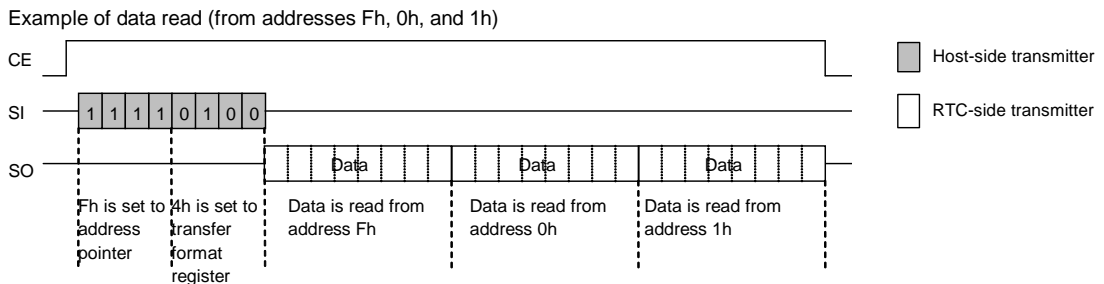 Example of data read (from addresses Fh, 0h, and 1h)
CE
Host-side transmitter
SI
1 1 1 1 0 1 0 0
RTC-side transmitter
SO
Data
Data
Data
Fh is set to
address
pointer
4h is set to
transfer
format
register
Data is read from
address Fh
Data is read from
address 0h
Data is read from
address 1h